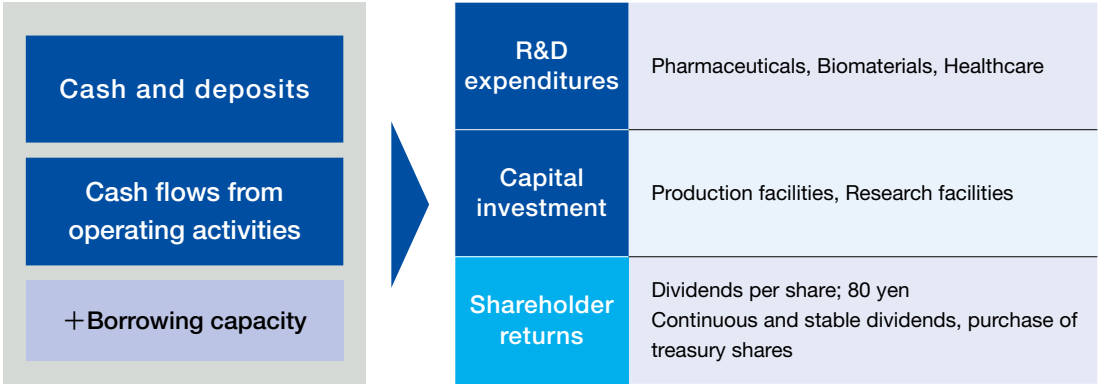 Cash and deposits
Cash flows from
operating activities
+Borrowing capacity
R&D
expenditures
Pharmaceuticals, Biomaterials, Healthcare
Capital
investment
Production facilities, Research facilities
Shareholder
returns
Dividends per share; 80 yen
Continuous and stable dividends, purchase of
treasury shares